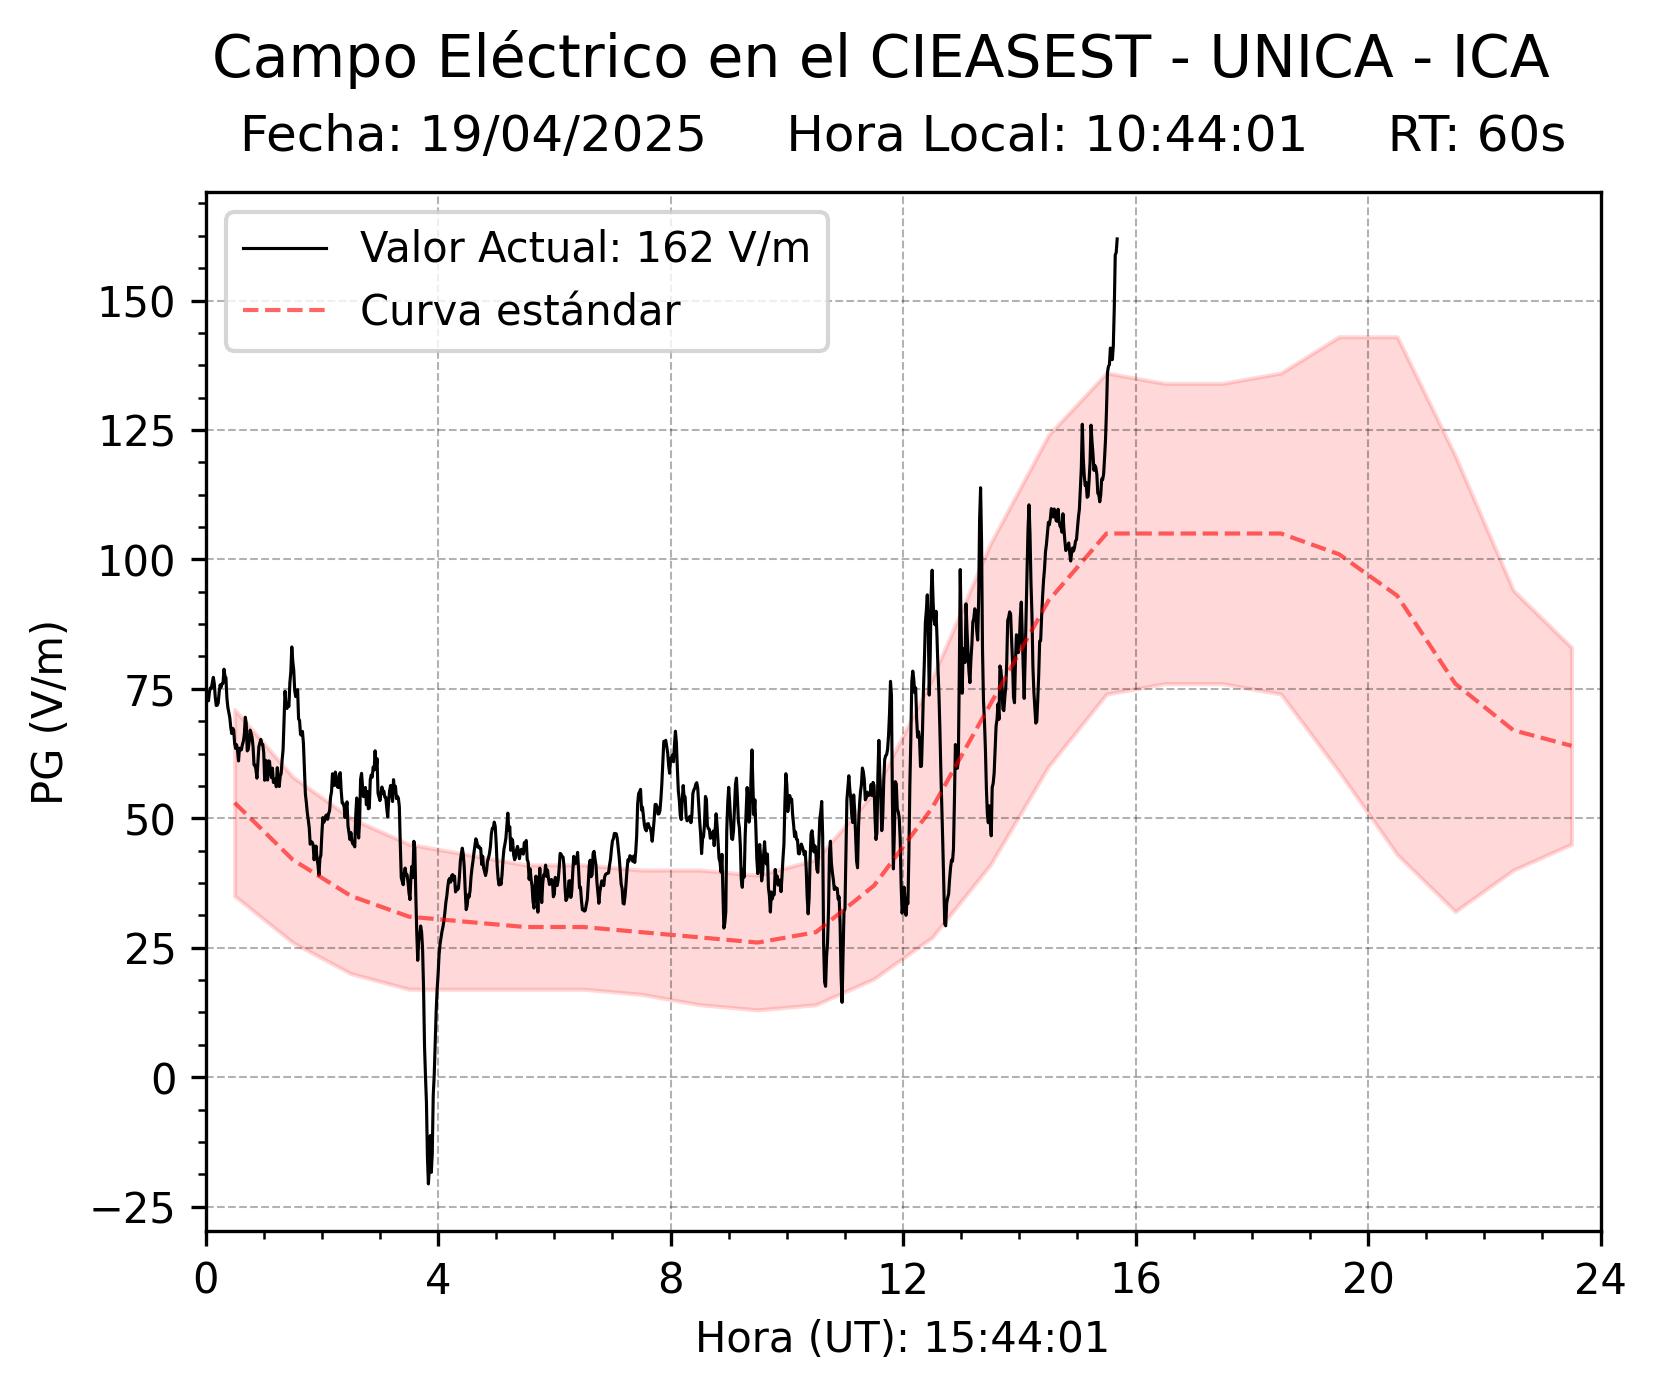 Campo Eléctrico en el CIEASEST - UNICA - ICA
Fecha: 19/04/2025 Hora Local: 10:44:01 RT: 60s
Valor Actual: 162 V/m
Curva estándar
PG (V/m)
150
125
100
75
50
25
0
−25
0 4 8 12 16 20 24
Hora (UT): 15:44:01